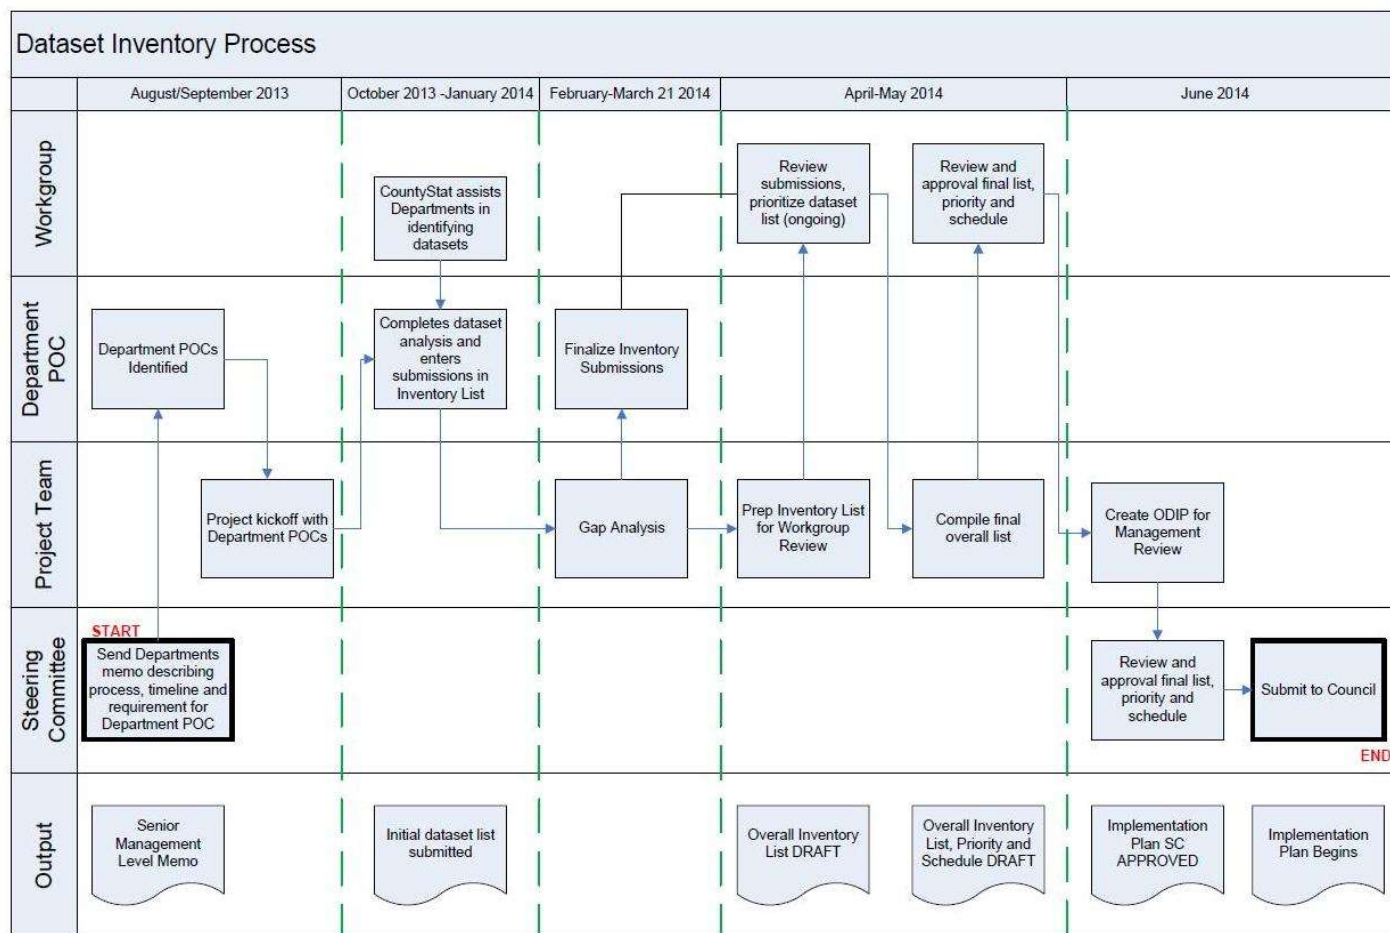 Dataset Inventory Process
August/September 2013
October 2013 -January 2014
February-March 21 2014
April-May 2014
June 2014
Workgroup
CountyStat assists
Departments in
identifying
datasets
Review
submissions,
prioritize dataset
list (ongoing)
Review and
approval final list,
priority and
schedule
Department
POC
Department POCs
Identified
Completes dataset
analysis and
enters
submissions in
Inventory List
Finalize Inventory
Submissions
Project Team
Project kickoff with
Department POCs
Gap Analysis
Prep Inventory List
for Workgroup
Review
Compile final
overall list
Create ODIP for
Management
Review
Steering
Committee
START
Send Departments
memo describing
process, timeline and
requirement for
Department POC
Review and
approval final list,
priority and
schedule
Submit to Council
END
Output
Senior
Management
Level Memo
Initial dataset list
submitted
Overall Inventory
List DRAFT
Overall Inventory
List, Priority and
Schedule DRAFT
Implementation
Plan SC
APPROVED
Implementation
Plan Begins